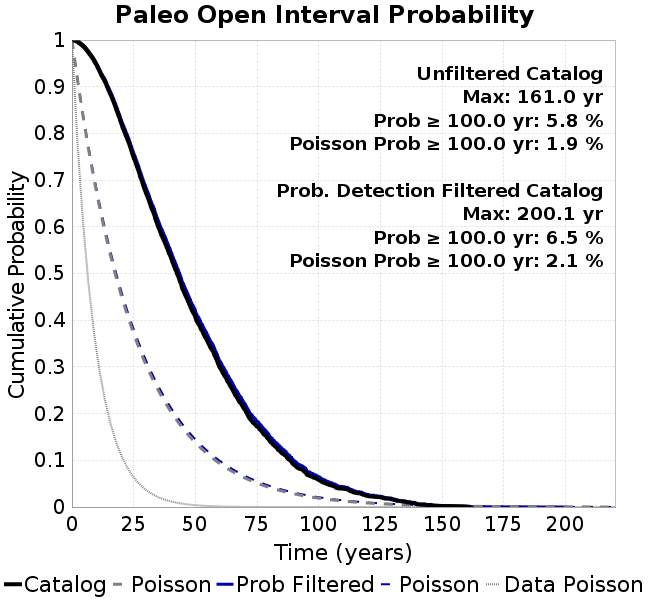 Paleo Open Interval Probability
Unfiltered Catalog
Max: 161.0 yr
Prob ≥ 100.0 yr: 5.8 %
Poisson Prob ≥ 100.0 yr: 1.9 %
Prob. Detection Filtered Catalog
Max: 200.1 yr
Prob ≥ 100.0 yr: 6.5 %
Poisson Prob ≥ 100.0 yr: 2.1 %
Cumulative Probability
1
0.9
0.8
0.7
0.6
0.5
0.4
0.3
0.2
0.1
0
0 25 50 75 100 125 150 175 200
Time (years)
Catalog Poisson Prob Filtered Poisson Data Poisson